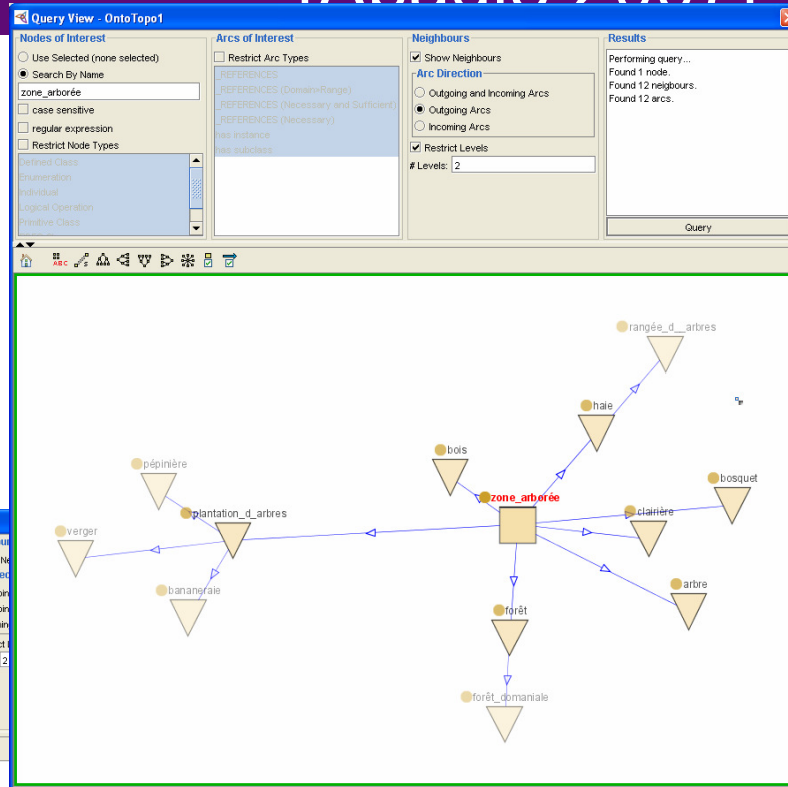 Query View - OntoTopo1
Nodes of Interest
Use Selected (none selected)
Search By Name
zone_arborée
case sensitive
regular expression
Restrict Node Types
Defined Class
Enumeration
Individual
Logical Operation
Primitive Class
Arcs of Interest
Restrict Arc Types
_REFERENCES
_REFERENCES (Domain>Range)
_REFERENCES (Necessary and Sufficient)
_REFERENCES (Necessary)
has instance
has subclass
Neighbours
Show Neighbours
Arc Direction
Outgoing and Incoming Arcs
Outgoing Arcs
Incoming Arcs
Restrict Levels
# Levels: 2
Results
Performing query...
Found 1 node.
Found 12 neigbours.
Found 12 arcs.
Query
ABC
rangée_d__arbres
haie
bois
bosquet
pépinière
zone_arborée
plantation_d_arbres
clairière
verger
bananeraie
arbre
forêt
forêt_domaniale
2